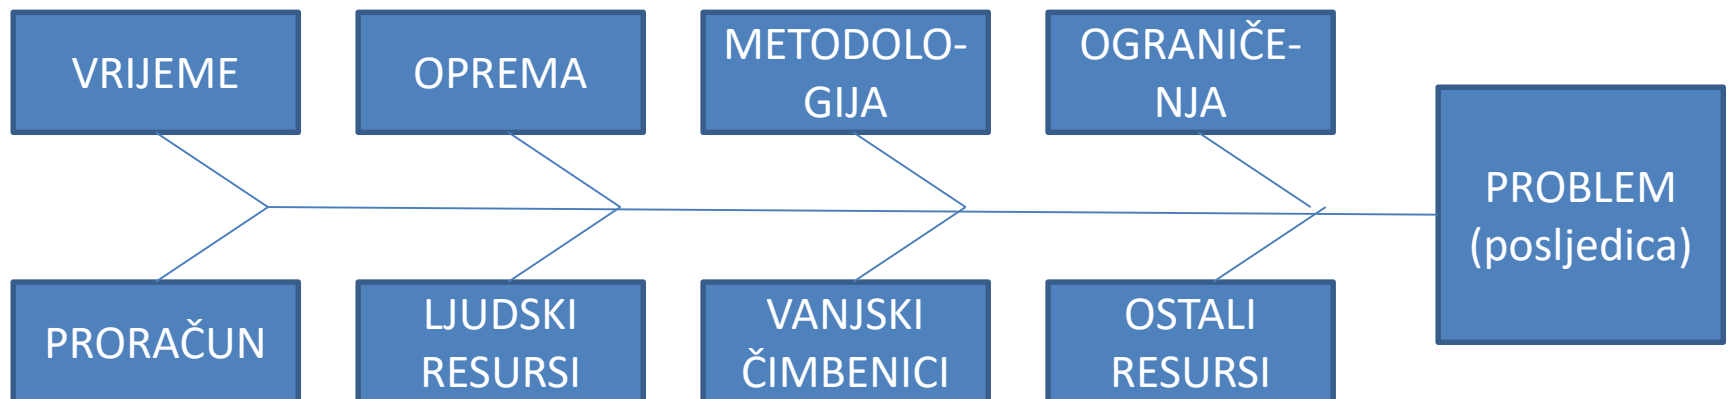 VRIJEME
OPREMA
METODOLO-
GIJA
OGRANIČE-
NJA
PROBLEM
(posljedica)
PRORAČUN
LJUDSKI
RESURSI
VANJSKI
ČIMBENICI
OSTALI
RESURSI